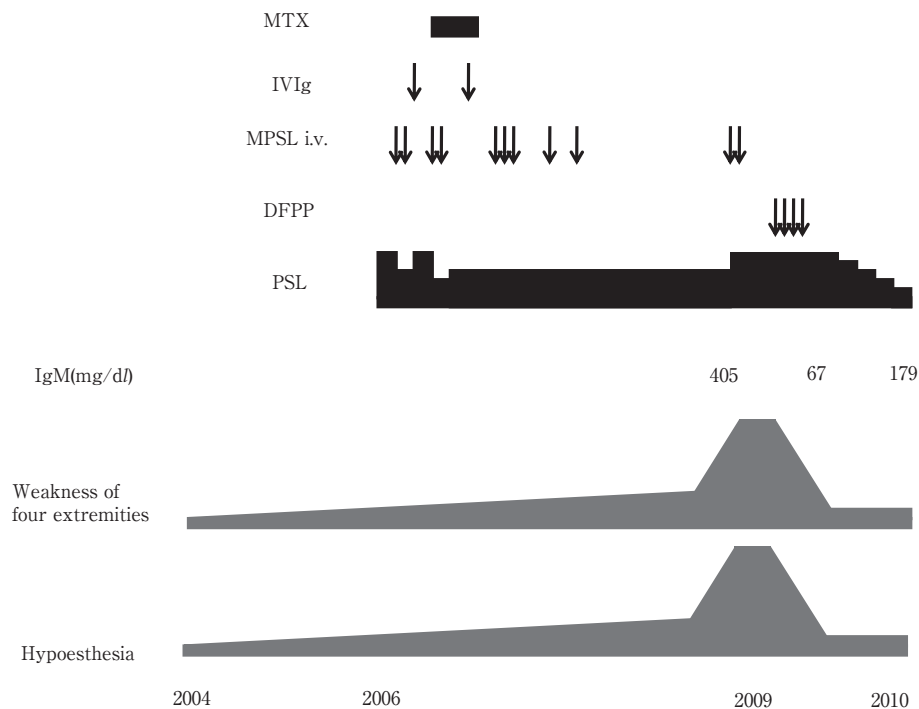 MTX
IVIg
MPSL i.v.
DFPP
PSL
IgM(mg/dl) 405 67 179
Weakness of
four extremities
Hypoesthesia
2004 2006 2009 2010